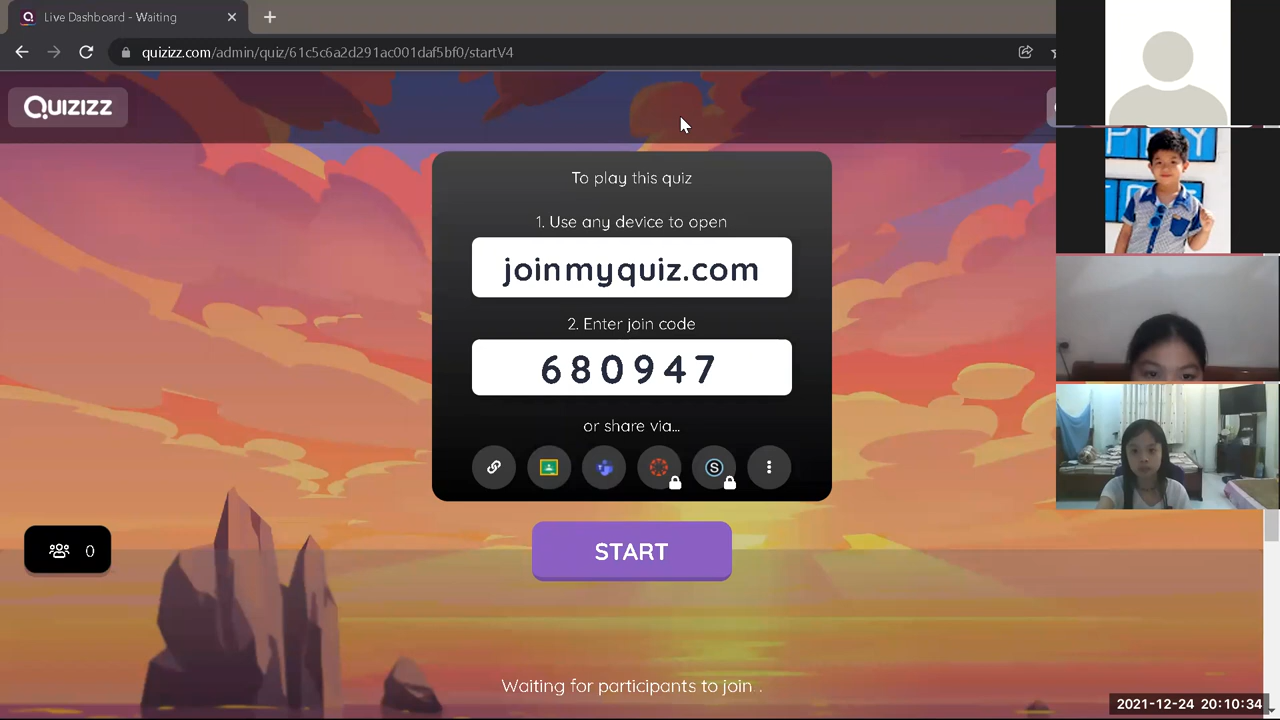 Live Dashboard - Waiting
quizizz.com/admin/quiz/61c5c6a2d291ac001daf5bf0/startV4
QUIZIZZ
To play this quiz
1. Use any device to open
joinmyquiz.com
2. Enter join code
680947
or share via...
S
START
0
Waiting for participants to join .
2021-12-24 20:10:34